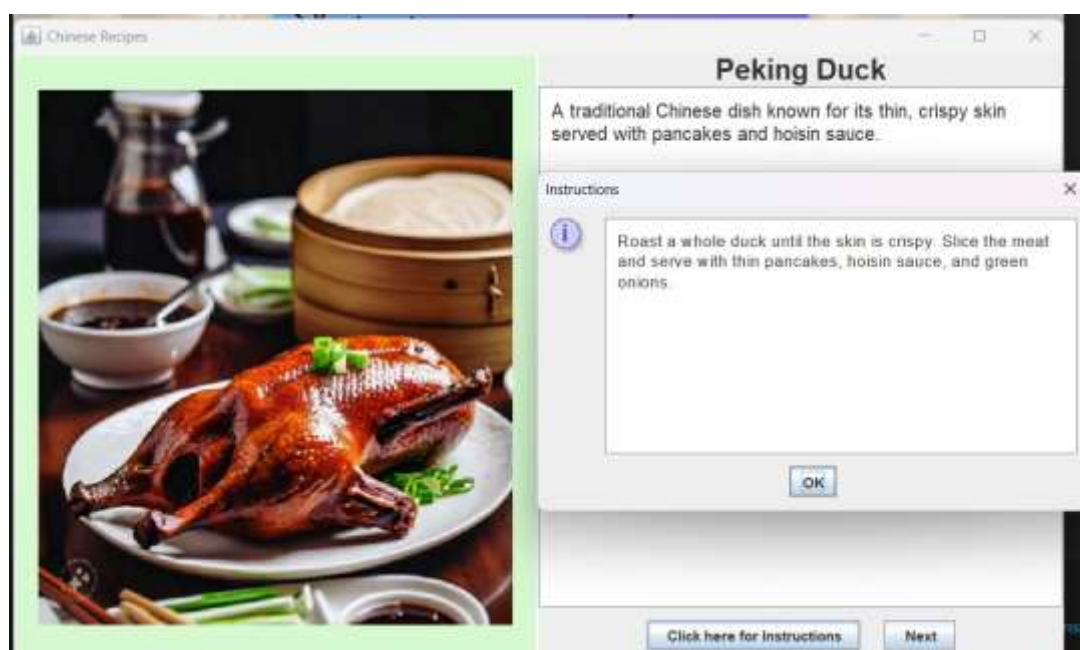 Chinese Recipes
Peking Duck
A traditional Chinese dish known for its thin, crispy skin
served with pancakes and hoisin sauce.
Instructions
Roast a whole duck until the skin is crispy. Slice the meat
and serve with thin pancakes, hoisin sauce, and green
onions.
OK
Click here for Instructions
Next